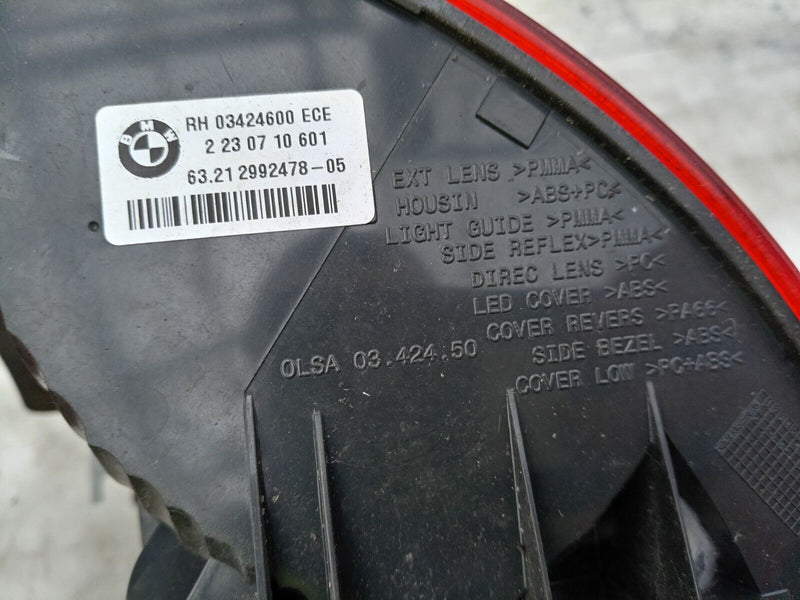 BMW
RH 03424600 ECE
2 23 07 10 601
63.21 2992478-05
EXT LENS >PMMA<
HOUSIN >ABS+PC<
LIGHT GUIDE >PMMA<
SIDE REFLEX>PMMA<
DIREC LENS >PC<
LED COVER >ABS<
COVER REVERS >PA66<
SIDE BEZEL >ABS<
COVER LOW >PC+ABS<
OLSA 03.424.50